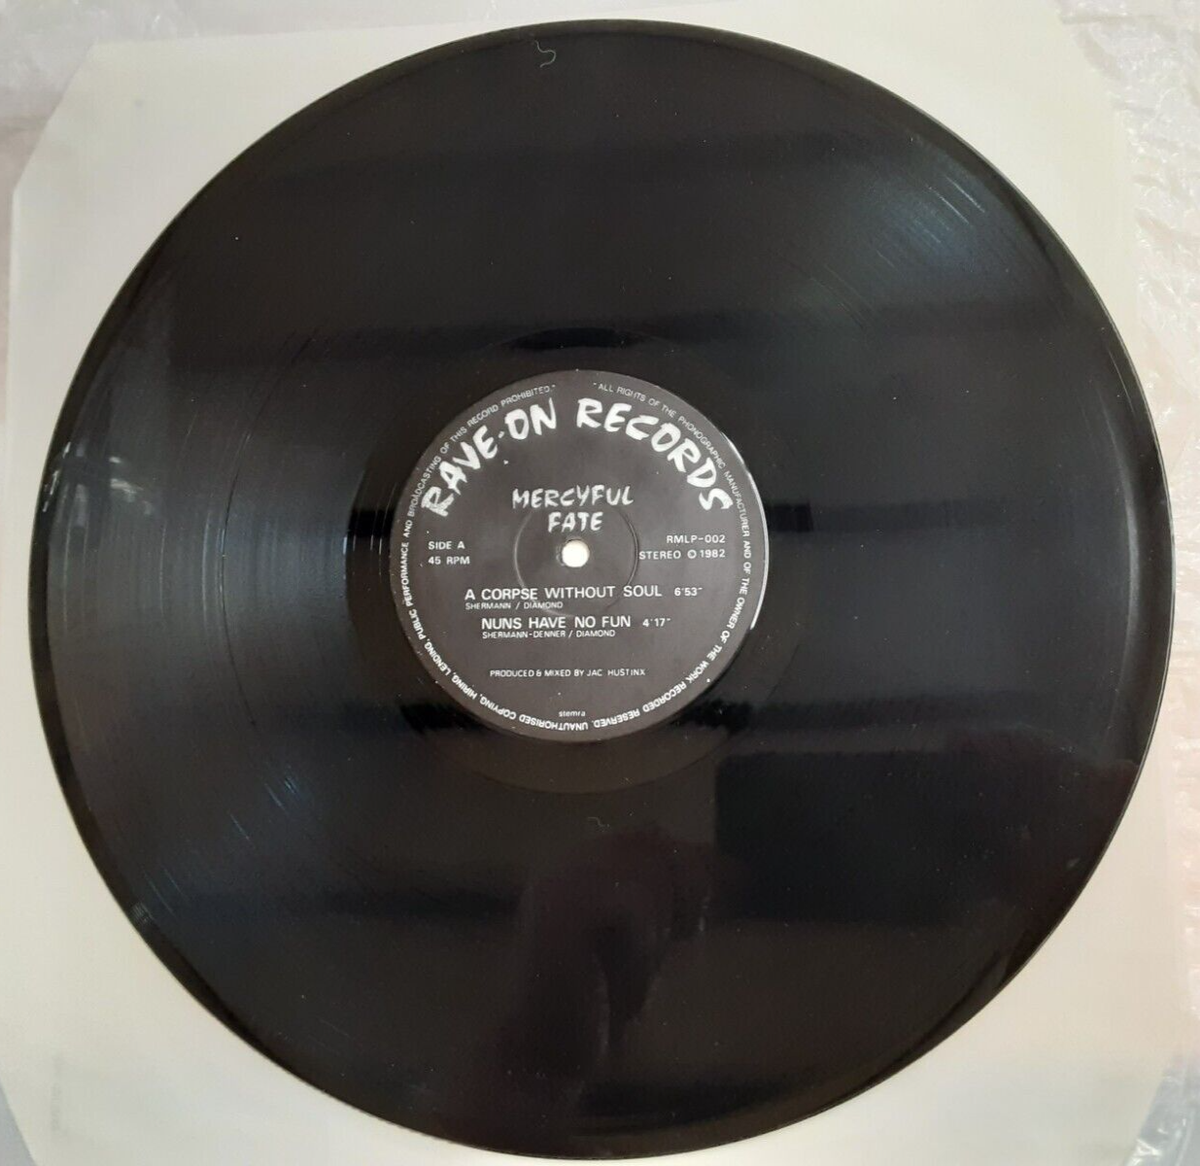 "ALL RIGHTS OF THE PHONOGRAPHIC MANUFACTURER AND OF THE OWNER OF THE WORK RECORDED RESERVED. UNAUTHORISED COPYING, HIRING, LENDING, PUBLIC PERFORMANCE AND BROADCASTING OF THIS RECORD PROHIBITED."
RAVE-ON RECORDS
MERCYFUL
FATE
SIDE A
45 RPM
RMLP-002
STEREO © 1982
A CORPSE WITHOUT SOUL 6'53"
SHERMANN / DIAMOND
NUNS HAVE NO FUN 4'17"
SHERMANN-DENNER / DIAMOND
PRODUCED & MIXED BY JAC HUSTINX
stemra